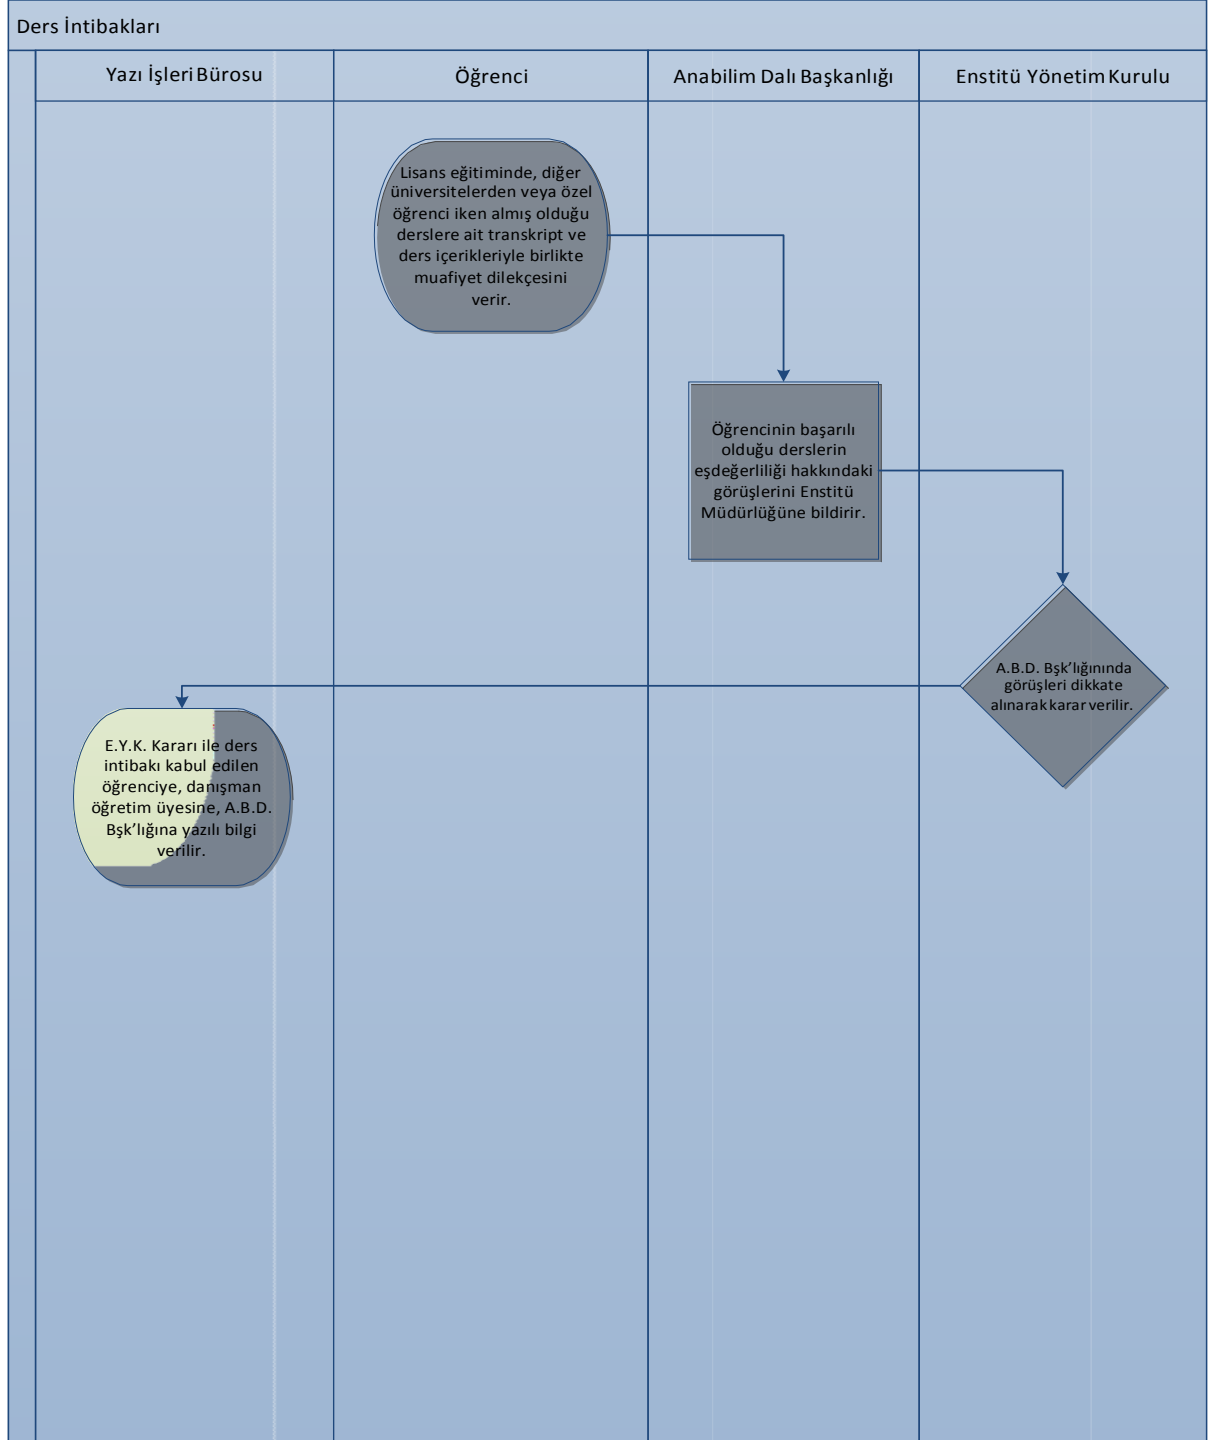 Ders İntibakları
Yazı İşleri Bürosu
Öğrenci
Anabilim Dalı Başkanlığı
Enstitü Yönetim Kurulu
Lisans eğitiminde, diğer
üniversitelerden veya özel
öğrenci iken almış olduğu
derslere ait transkript ve
ders içerikleriyle birlikte
muafiyet dilekçesini
verir.
Öğrencinin başarılı
olduğu derslerin
eşdeğerliliği hakkındaki
görüşlerini Enstitü
Müdürlüğüne bildirir.
A.B.D. Bşk’lığınında
görüşleri dikkate
alınarak karar verilir.
E.Y.K. Kararı ile ders
intibakı kabul edilen
öğrenciye, danışman
öğretim üyesine, A.B.D.
Bşk’lığına yazılı bilgi
verilir.